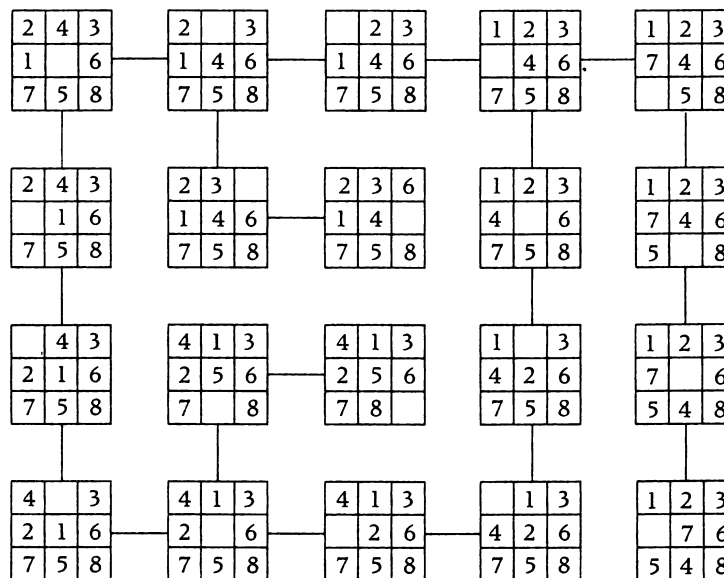 2 4 3 2 3 2 3 1 2 3 1 2 3
1 6 1 4 6 1 4 6 4 6 7 4 6
7 5 8 7 5 8 7 5 8 7 5 8 5 8
2 4 3 2 3 2 3 6 1 2 3 1 2 3
1 6 1 4 6 1 4 4 6 7 4 6
7 5 8 7 5 8 7 5 8 7 5 8 5 8
4 3 4 1 3 4 1 3 1 3 1 2 3
2 1 6 2 5 6 2 5 6 4 2 6 7 6
7 5 8 7 8 7 8 7 5 8 5 4 8
4 3 4 1 3 4 1 3 1 3 1 2 3
2 1 6 2 6 2 6 4 2 6 7 6
7 5 8 7 5 8 7 5 8 7 5 8 5 4 8